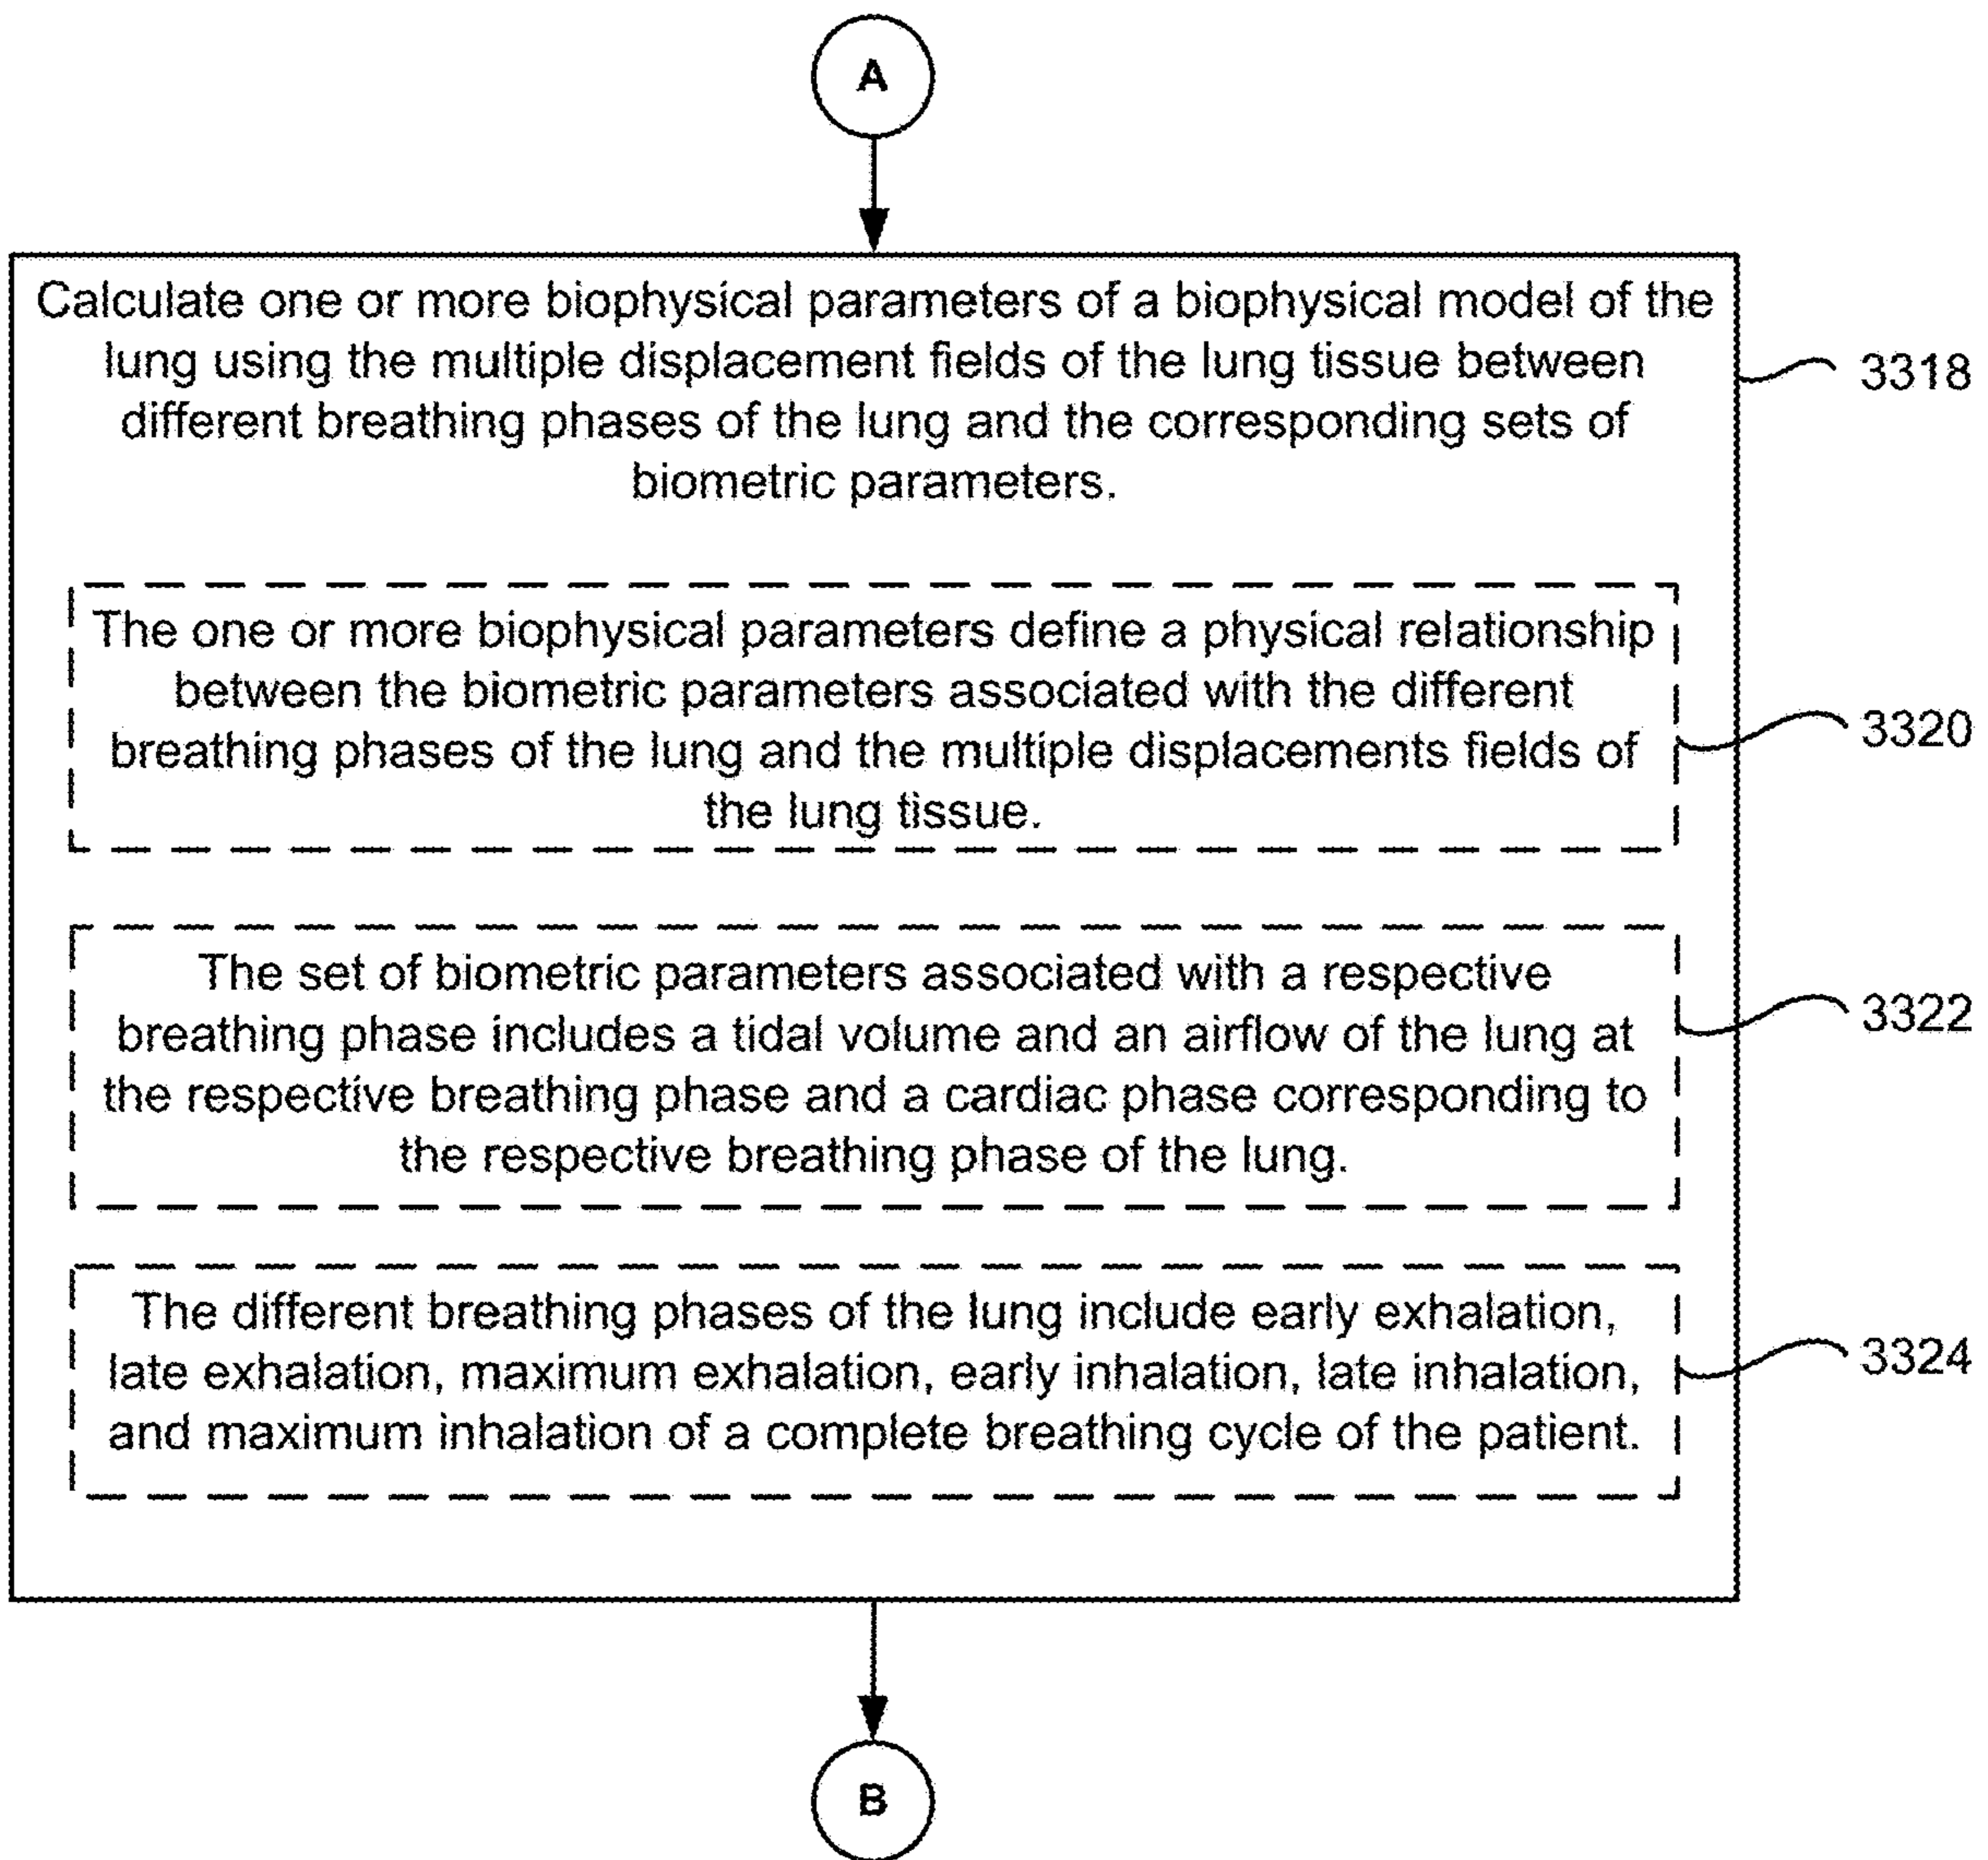 A
Calculate one or more biophysical parameters of a biophysical model of the
lung using the multiple displacement fields of the lung tissue between
different breathing phases of the lung and the corresponding sets of
biometric parameters.
3318
The one or more biophysical parameters define a physical relationship
between the biometric parameters associated with the different
breathing phases of the lung and the multiple displacements fields of
the lung tissue.
3320
The set of biometric parameters associated with a respective
breathing phase includes a tidal volume and an airflow of the lung at
the respective breathing phase and a cardiac phase corresponding to
the respective breathing phase of the lung.
3322
The different breathing phases of the lung include early exhalation,
late exhalation, maximum exhalation, early inhalation, late inhalation,
and maximum inhalation of a complete breathing cycle of the patient.
3324
B